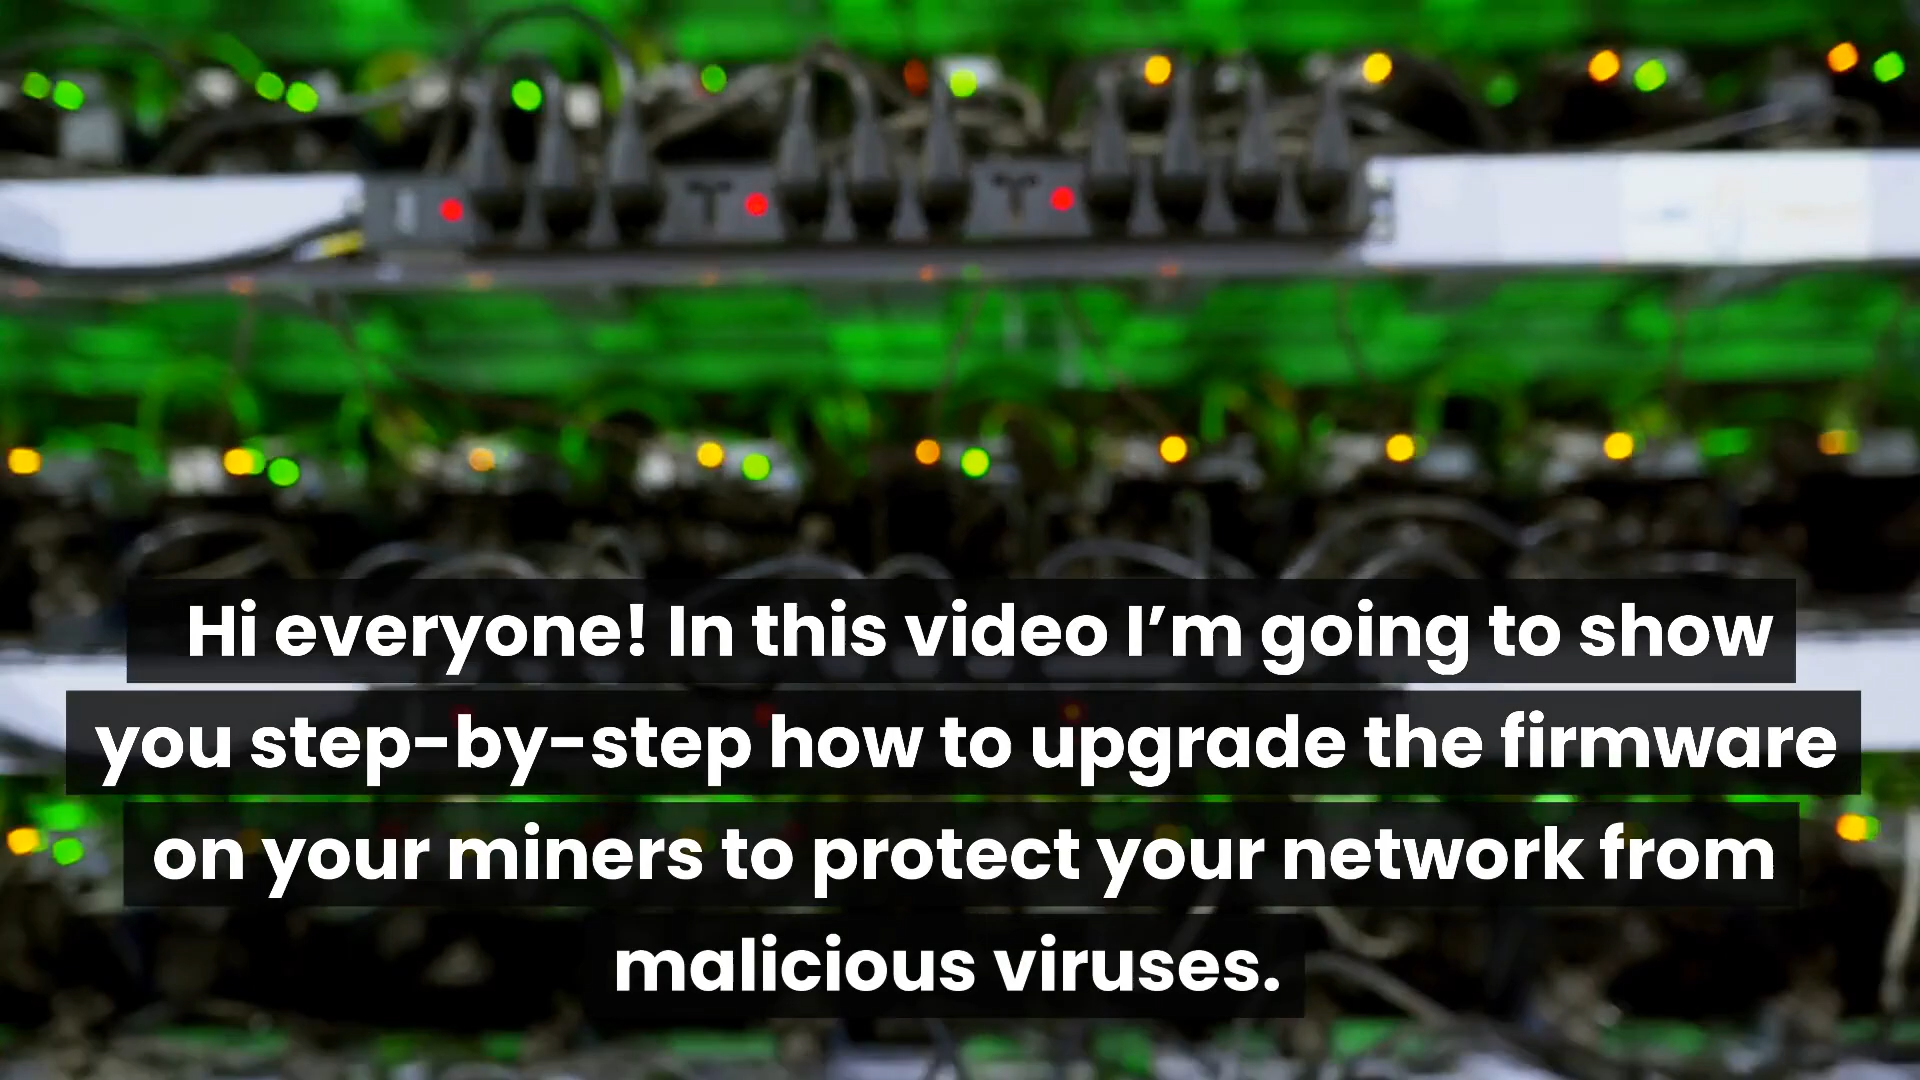 Hi everyone! In this video I’m going to show
you step-by-step how to upgrade the firmware
on your miners to protect your network from
malicious viruses.